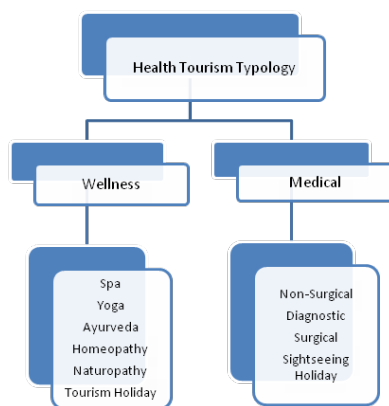 Health Tourism Typology
Wellness
Medical
Spa
Yoga
Ayurveda
Homeopathy
Naturopathy
Tourism Holiday
Non-Surgical
Diagnostic
Surgical
Sightseeing
Holiday